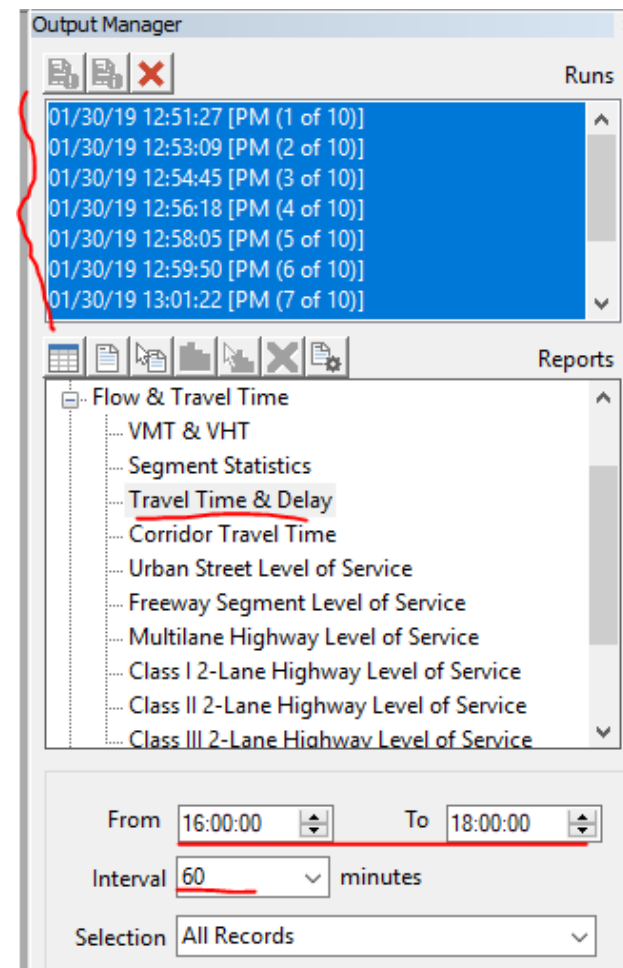 Output Manager
Runs
01/30/19 12:51:27 [PM (1 of 10)]
01/30/19 12:53:09 [PM (2 of 10)]
01/30/19 12:54:45 [PM (3 of 10)]
01/30/19 12:56:18 [PM (4 of 10)]
01/30/19 12:58:05 [PM (5 of 10)]
01/30/19 12:59:50 [PM (6 of 10)]
01/30/19 13:01:22 [PM (7 of 10)]
Reports
Flow & Travel Time
VMT & VHT
Segment Statistics
Travel Time & Delay
Corridor Travel Time
Urban Street Level of Service
Freeway Segment Level of Service
Multilane Highway Level of Service
Class I 2-Lane Highway Level of Service
Class II 2-Lane Highway Level of Service
Class III 2-Lane Highway Level of Service
From 16:00:00 To 18:00:00
Interval 60 minutes
Selection All Records